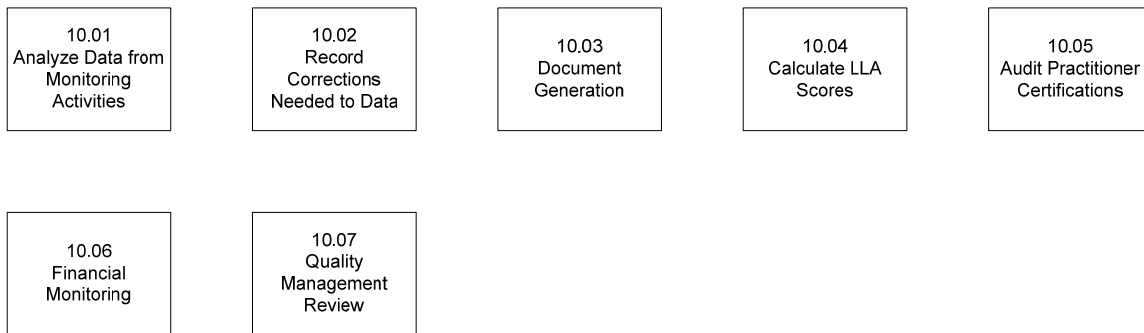 10.01
Analyze Data from
Monitoring
Activities
10.02
Record
Corrections
Needed to Data
10.03
Document
Generation
10.04
Calculate LLA
Scores
10.05
Audit Practitioner
Certifications
10.06
Financial
Monitoring
10.07
Quality
Management
Review